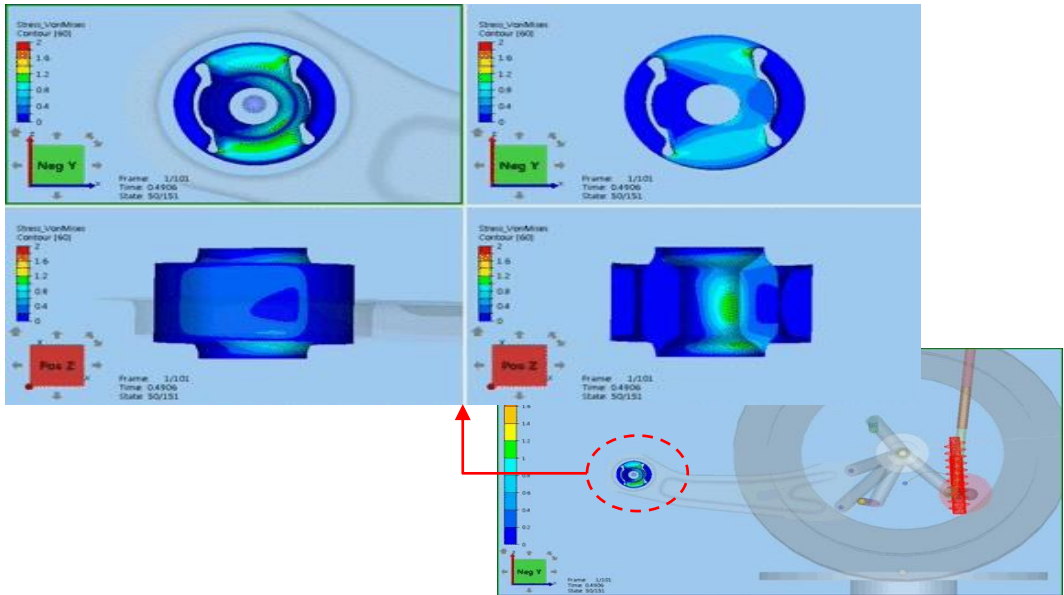 Stress_VonMises
Contour [60]
2
1.6
1.2
0.8
0.4
0
Neg Y
Frame: 1/101
Time: 0.4906
State: 50/151
Stress_VonMises
Contour [60]
2
1.6
1.2
0.8
0.4
0
Neg Y
Frame: 1/101
Time: 0.4906
State: 50/151
Stress_VonMises
Contour [60]
2
1.6
1.2
0.8
0.4
0
Pos Z
Frame: 1/101
Time: 0.4906
State: 50/151
Stress_VonMises
Contour [60]
2
1.6
1.2
0.8
0.4
0
Pos Z
Frame: 1/101
Time: 0.4906
State: 50/151
1.6
1.4
1.2
1
0.8
0.6
0.4
0.2
0
Neg Y
Frame: 1/101
Time: 0.4906
State: 50/151